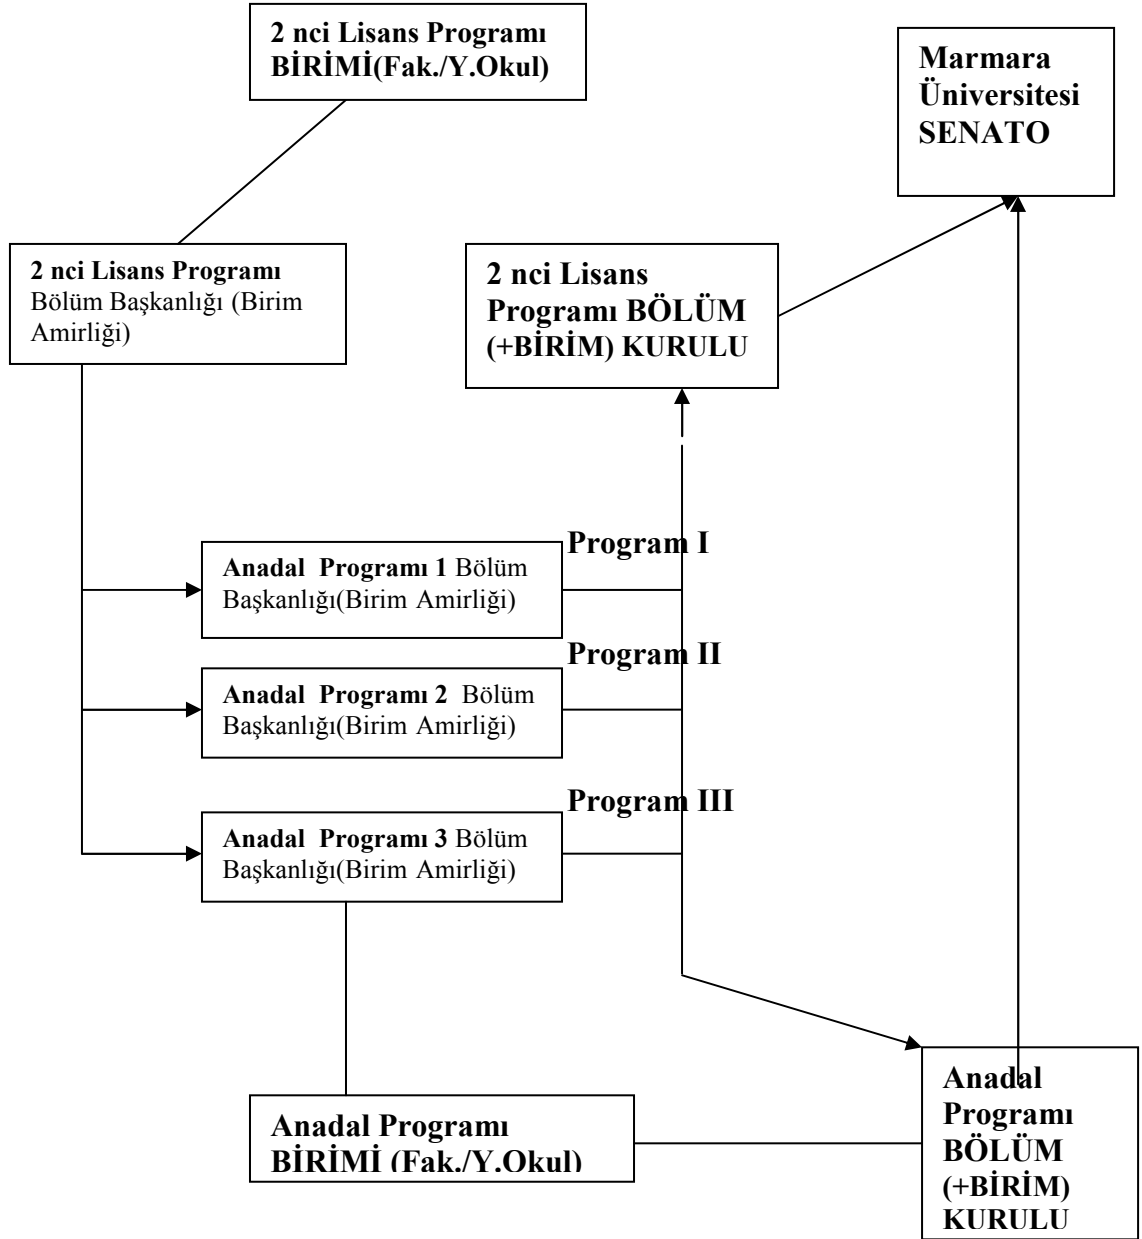 2 nci Lisans Programı
BİRİMİ(Fak./Y.Okul)
Marmara
Üniversitesi
SENATO
2 nci Lisans Programı
Bölüm Başkanlığı (Birim
Amirliği)
2 nci Lisans
Programı BÖLÜM
(+BİRİM) KURULU
Program I
Anadal Programı 1 Bölüm
Başkanlığı(Birim Amirliği)
Program II
Anadal Programı 2 Bölüm
Başkanlığı(Birim Amirliği)
Program III
Anadal Programı 3 Bölüm
Başkanlığı(Birim Amirliği)
Anadal Programı
BİRİMİ (Fak./Y.Okul)
Anadal
Programı
BÖLÜM
(+BİRİM)
KURULU